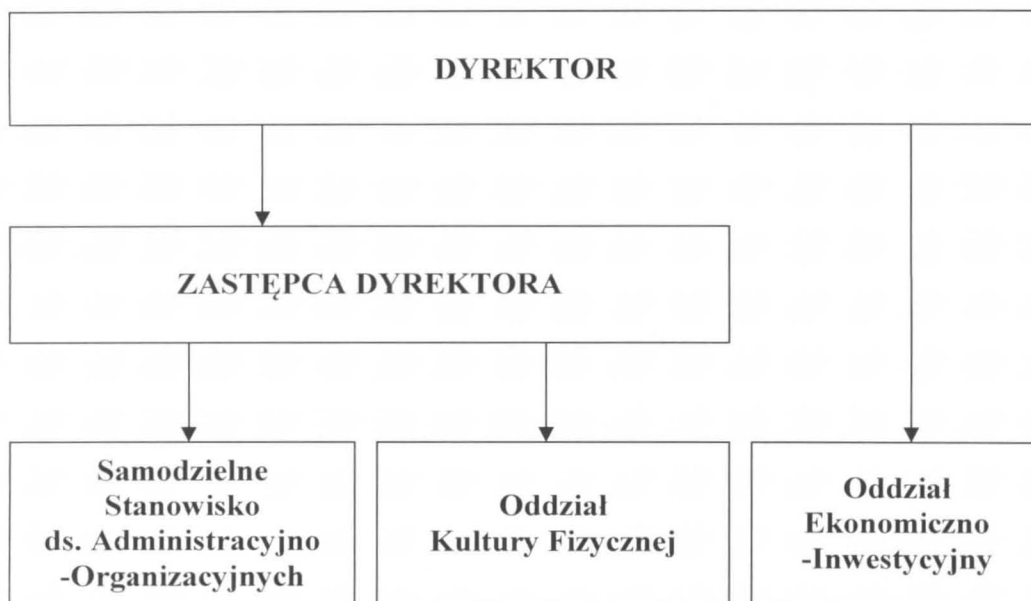 DYREKTOR
ZASTĘPCA DYREKTORA
Samodzielne
Stanowisko
ds. Administracyjno
-Organizacyjnych
Oddział
Kultury Fizycznej
Oddział
Ekonomiczno
-Inwestycyjny